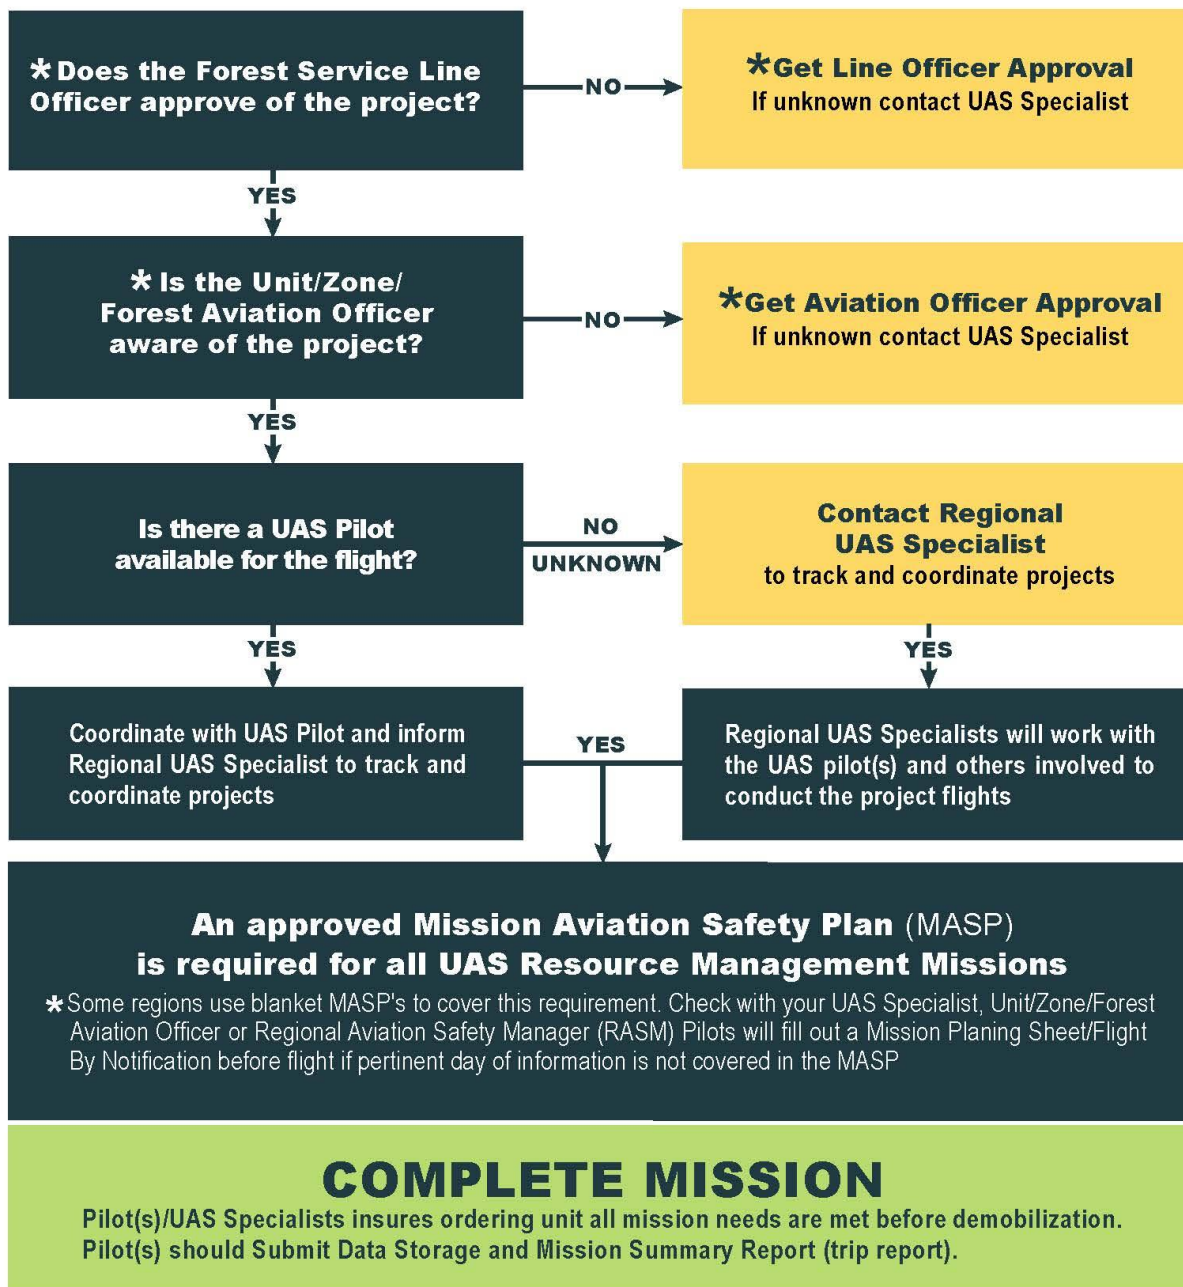 * Does the Forest Service Line
Officer approve of the project?
NO
*Get Line Officer Approval
If unknown contact UAS Specialist
YES
* Is the Unit/Zone/
Forest Aviation Officer
aware of the project?
NO
*Get Aviation Officer Approval
If unknown contact UAS Specialist
YES
Is there a UAS Pilot
available for the flight?
NO
UNKNOWN
Contact Regional
UAS Specialist
to track and coordinate projects
YES
YES
Coordinate with UAS Pilot and inform
Regional UAS Specialist to track and
coordinate projects
YES
Regional UAS Specialists will work with
the UAS pilot(s) and others involved to
conduct the project flights
An approved Mission Aviation Safety Plan (MASP)
is required for all UAS Resource Management Missions
* Some regions use blanket MASP's to cover this requirement. Check with your UAS Specialist, Unit/Zone/Forest
Aviation Officer or Regional Aviation Safety Manager (RASM) Pilots will fill out a Mission Planing Sheet/Flight
By Notification before flight if pertinent day of information is not covered in the MASP
COMPLETE MISSION
Pilot(s)/UAS Specialists insures ordering unit all mission needs are met before demobilization.
Pilot(s) should Submit Data Storage and Mission Summary Report (trip report).